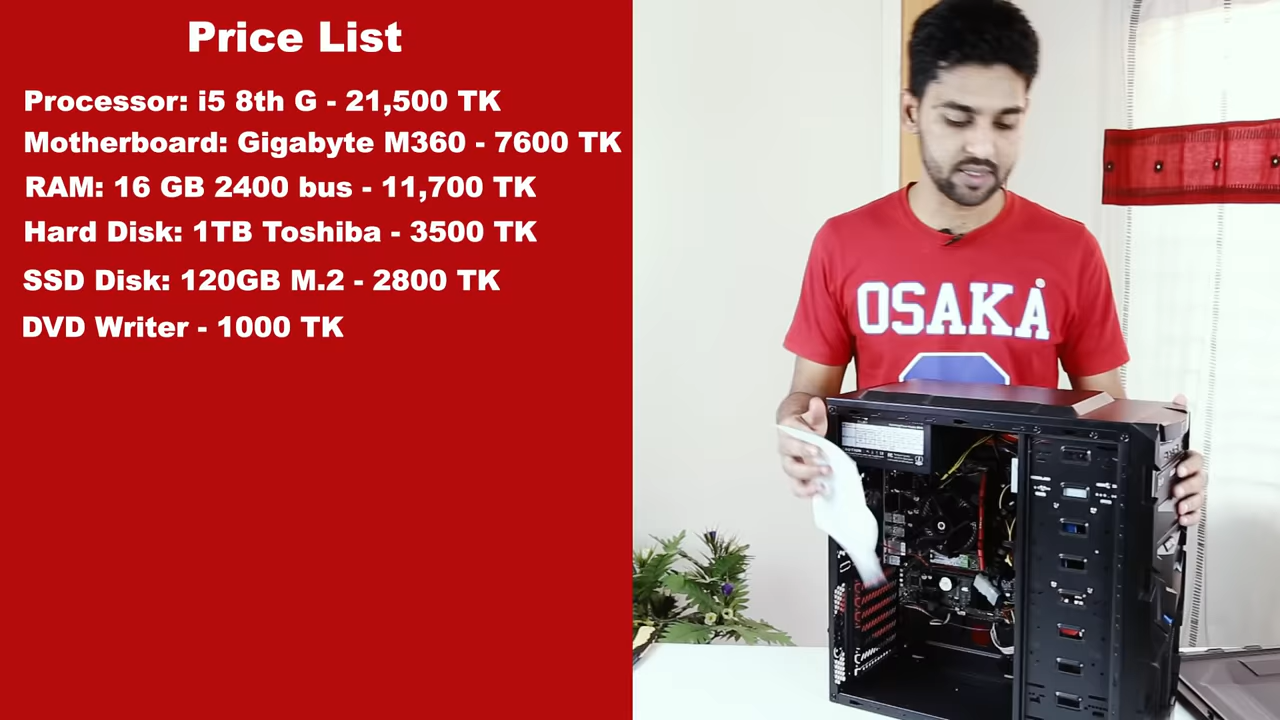 Price List
Processor: i5 8th G - 21,500 TK
Motherboard: Gigabyte M360 - 7600 TK
RAM: 16 GB 2400 bus - 11,700 TK
Hard Disk: 1TB Toshiba - 3500 TK
SSD Disk: 120GB M.2 - 2800 TK
DVD Writer - 1000 TK
OSAKA